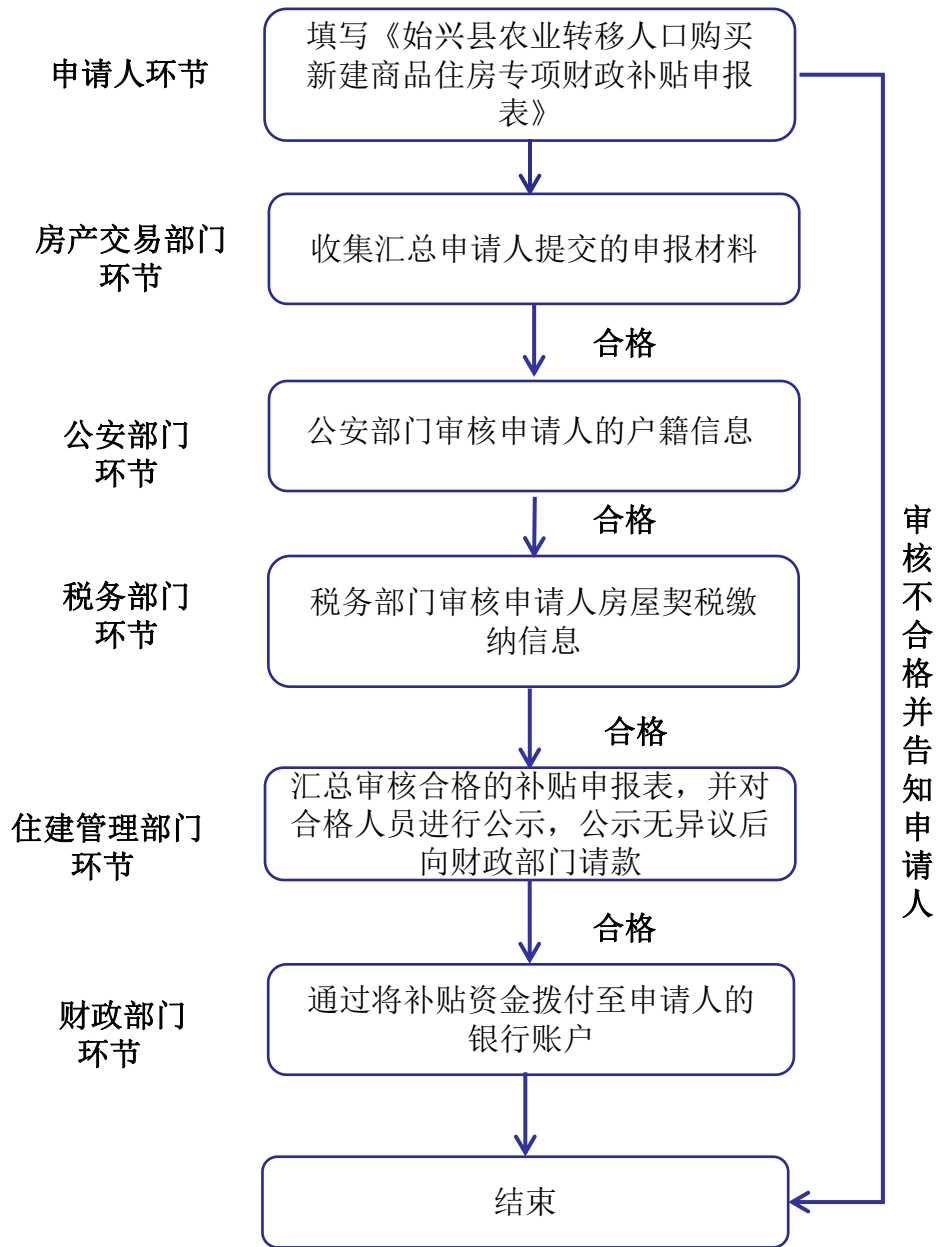 申请人环节
填写《始兴县农业转移人口购买
新建商品住房专项财政补贴申报
表》
房产交易部门
环节
收集汇总申请人提交的申报材料
合格
公安部门
环节
公安部门审核申请人的户籍信息
合格
税务部门
环节
税务部门审核申请人房屋契税缴
纳信息
合格
住建管理部门
环节
汇总审核合格的补贴申报表，并对
合格人员进行公示，公示无异议后
向财政部门请款
合格
财政部门
环节
通过将补贴资金拨付至申请人的
银行账户
结束
审核不合格并告知申请人